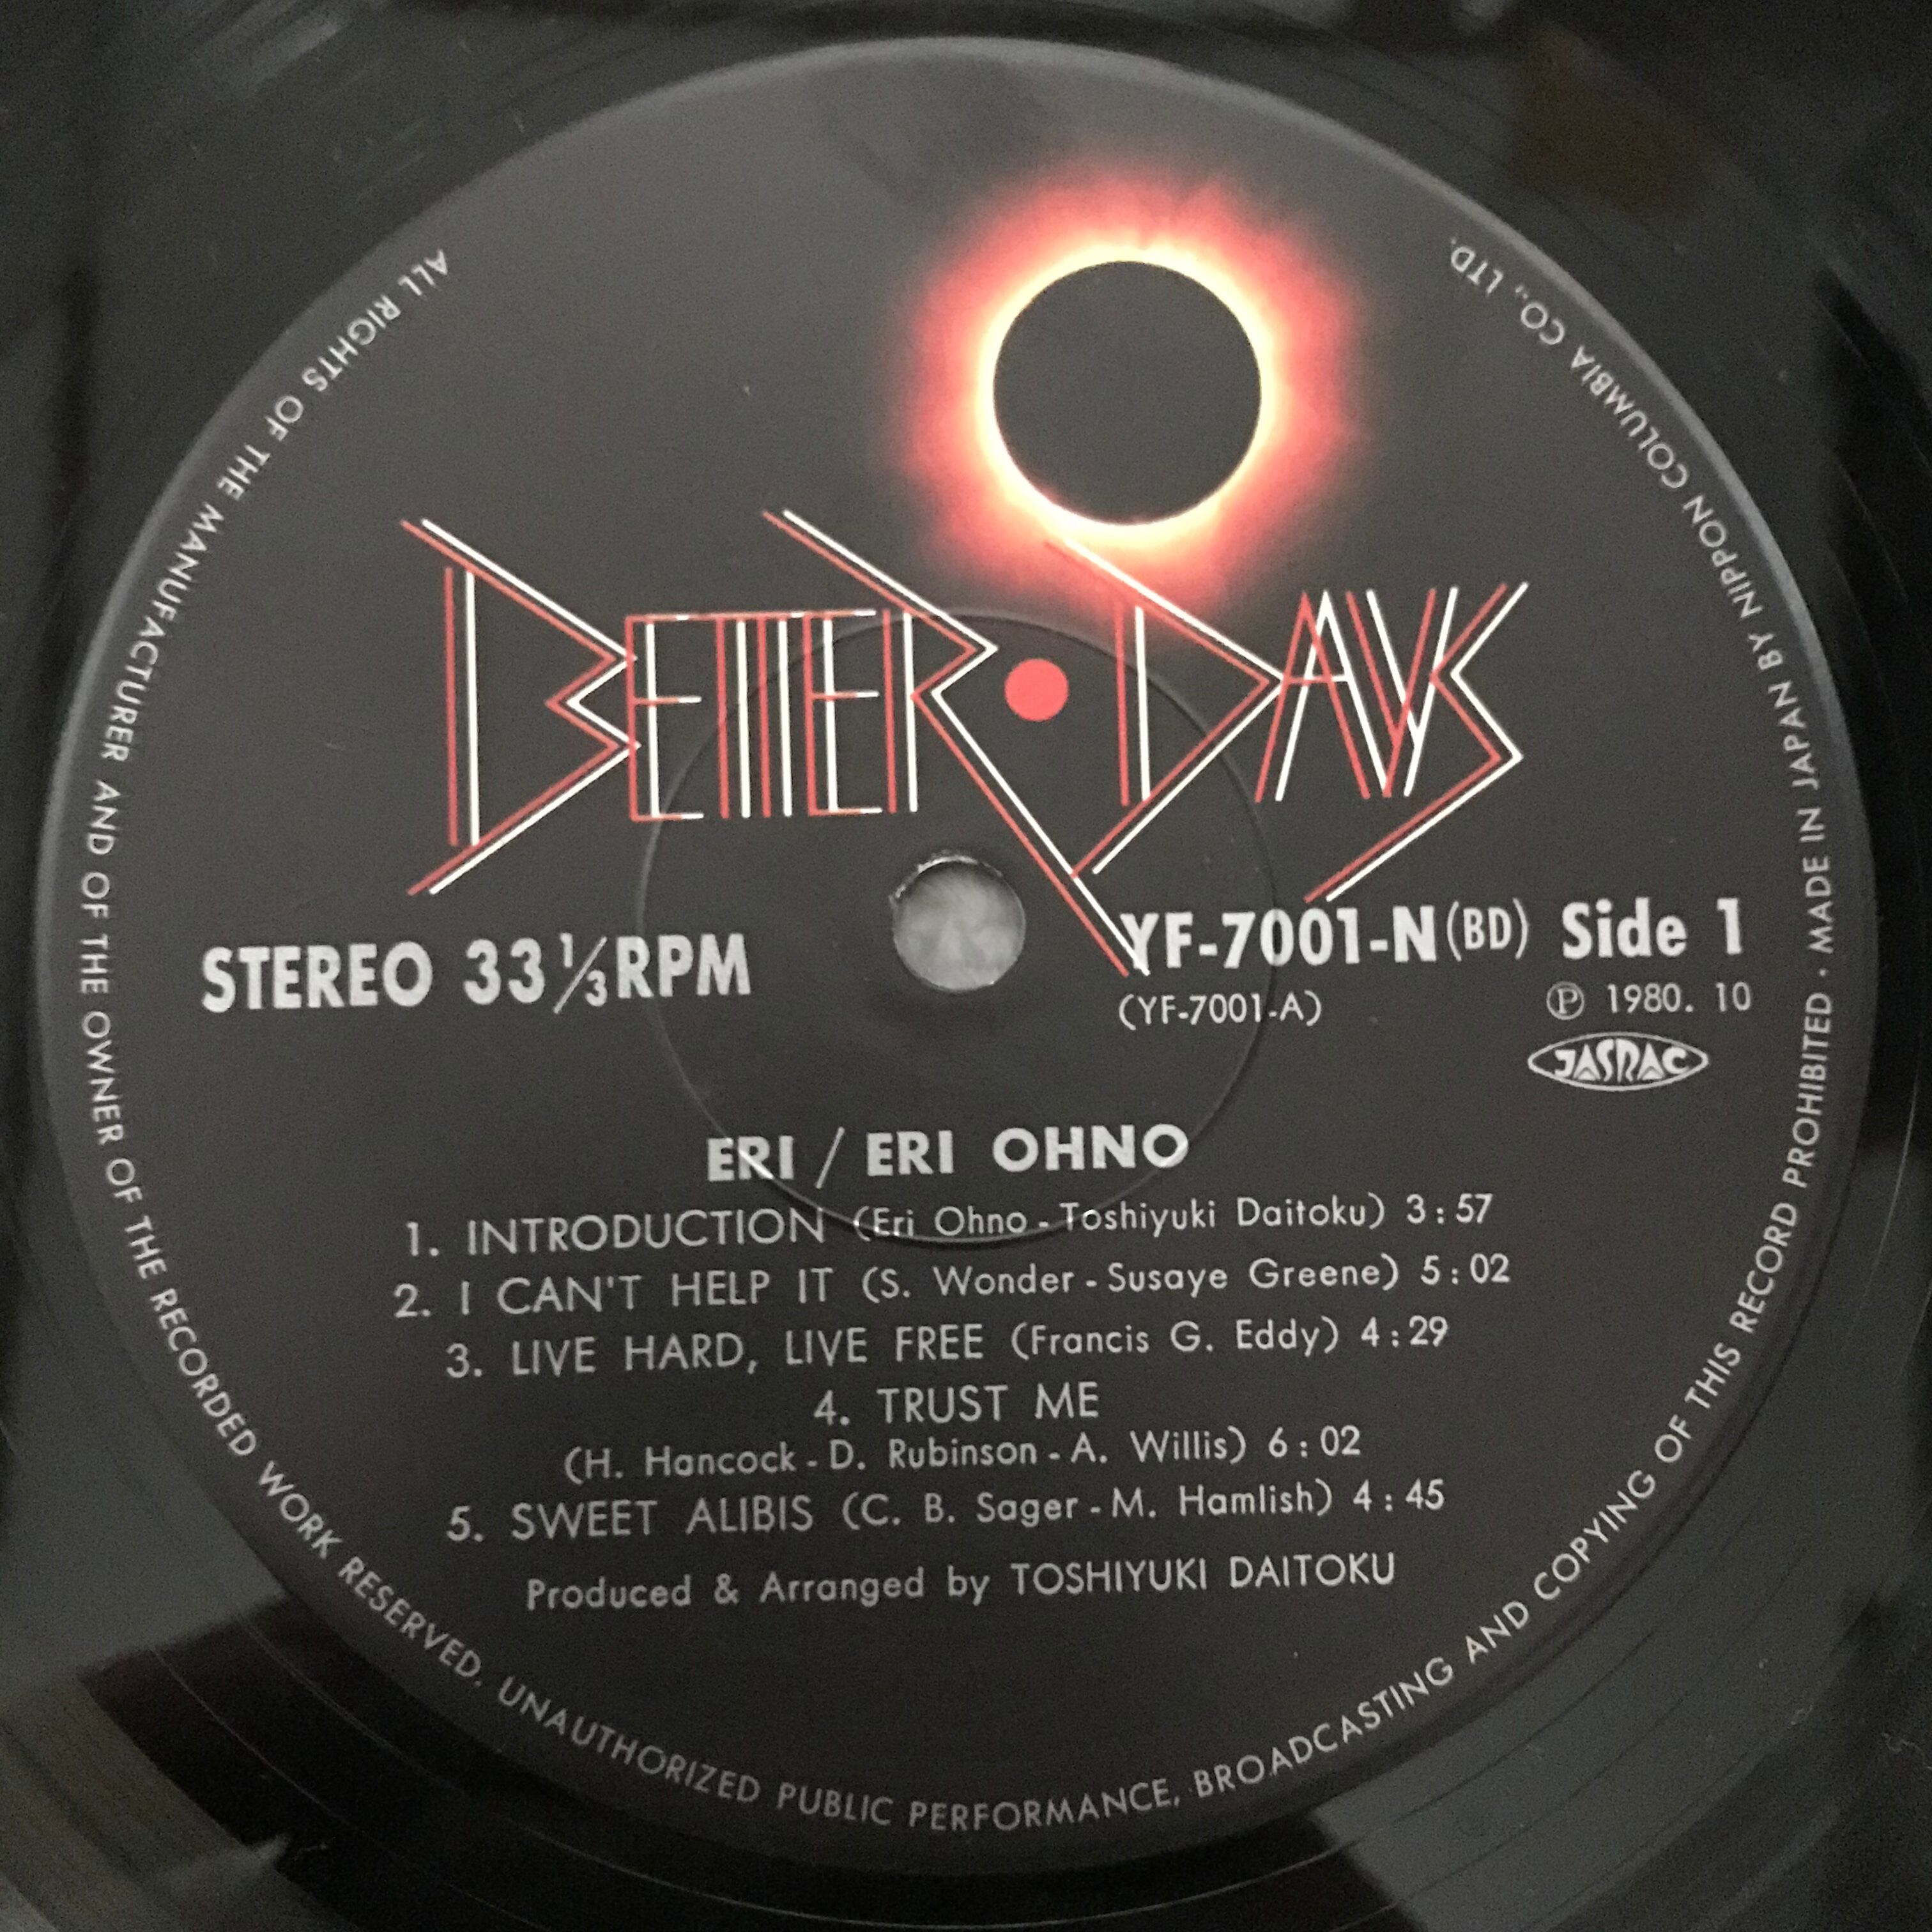 BETTER • DAYS
STEREO 33 1/3 RPM
YF-7001-N (BD) Side 1
(YF-7001-A) Ⓟ 1980. 10
JASRAC
ERI / ERI OHNO
1. INTRODUCTION (Eri Ohno - Toshiyuki Daitoku) 3 : 57
2. I CAN'T HELP IT (S. Wonder - Susaye Greene) 5 : 02
3. LIVE HARD, LIVE FREE (Francis G. Eddy) 4 : 29
4. TRUST ME
(H. Hancock - D. Rubinson - A. Willis) 6 : 02
5. SWEET ALIBIS (C. B. Sager - M. Hamlish) 4 : 45
Produced & Arranged by TOSHIYUKI DAITOKU
ALL RIGHTS OF THE MANUFACTURER AND OF THE OWNER OF THE RECORDED WORK RESERVED. UNAUTHORIZED PUBLIC PERFORMANCE, BROADCASTING AND COPYING OF THIS RECORD PROHIBITED • MADE IN JAPAN BY NIPPON COLUMBIA CO., LTD.